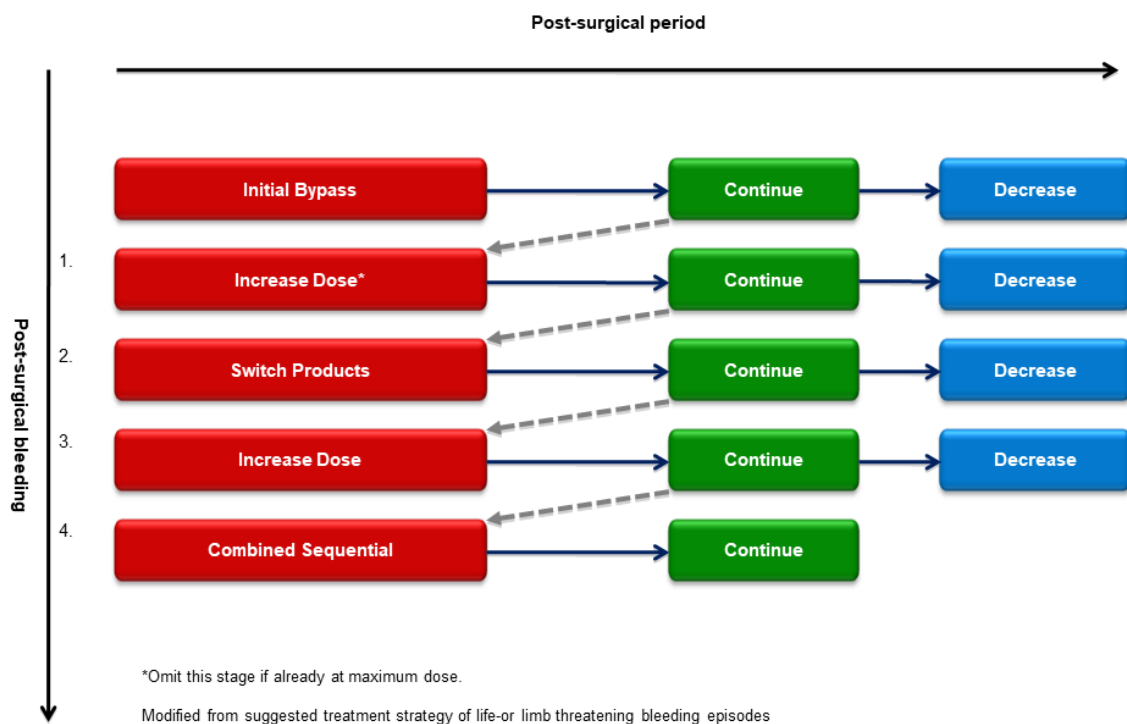 Post-surgical period
Initial Bypass
Continue
Decrease
1.
Increase Dose*
Continue
Decrease
2.
Switch Products
Continue
Decrease
3.
Increase Dose
Continue
Decrease
4.
Combined Sequential
Continue
Post-surgical bleeding
*Omit this stage if already at maximum dose.
Modified from suggested treatment strategy of life-or limb threatening bleeding episodes